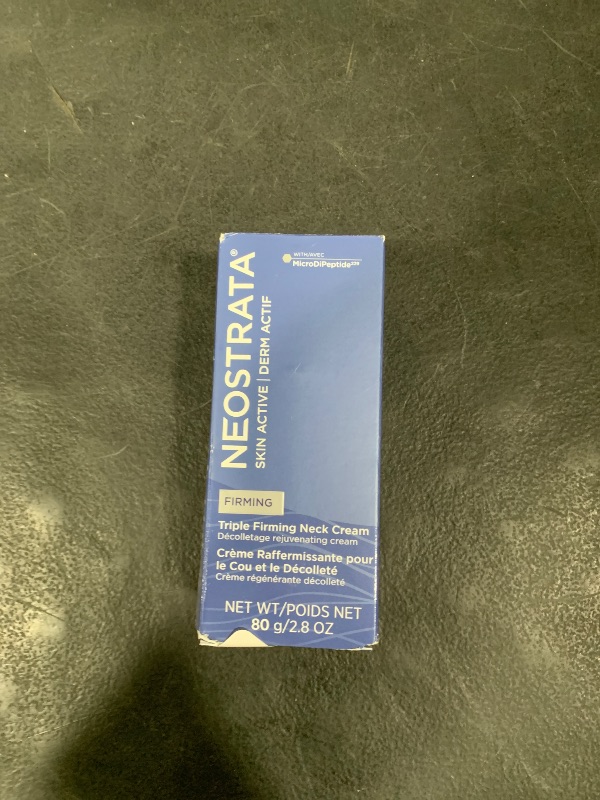 NEOSTRATA®
SKIN ACTIVE | DERM ACTIF
WITH/AVEC
MicroDiPeptide²²⁹
FIRMING
Triple Firming Neck Cream
Décolletage rejuvenating cream
Crème Raffermissante pour
le Cou et le Décolleté
Crème régénérante décolleté
NET WT/POIDS NET
80 g/2.8 OZ